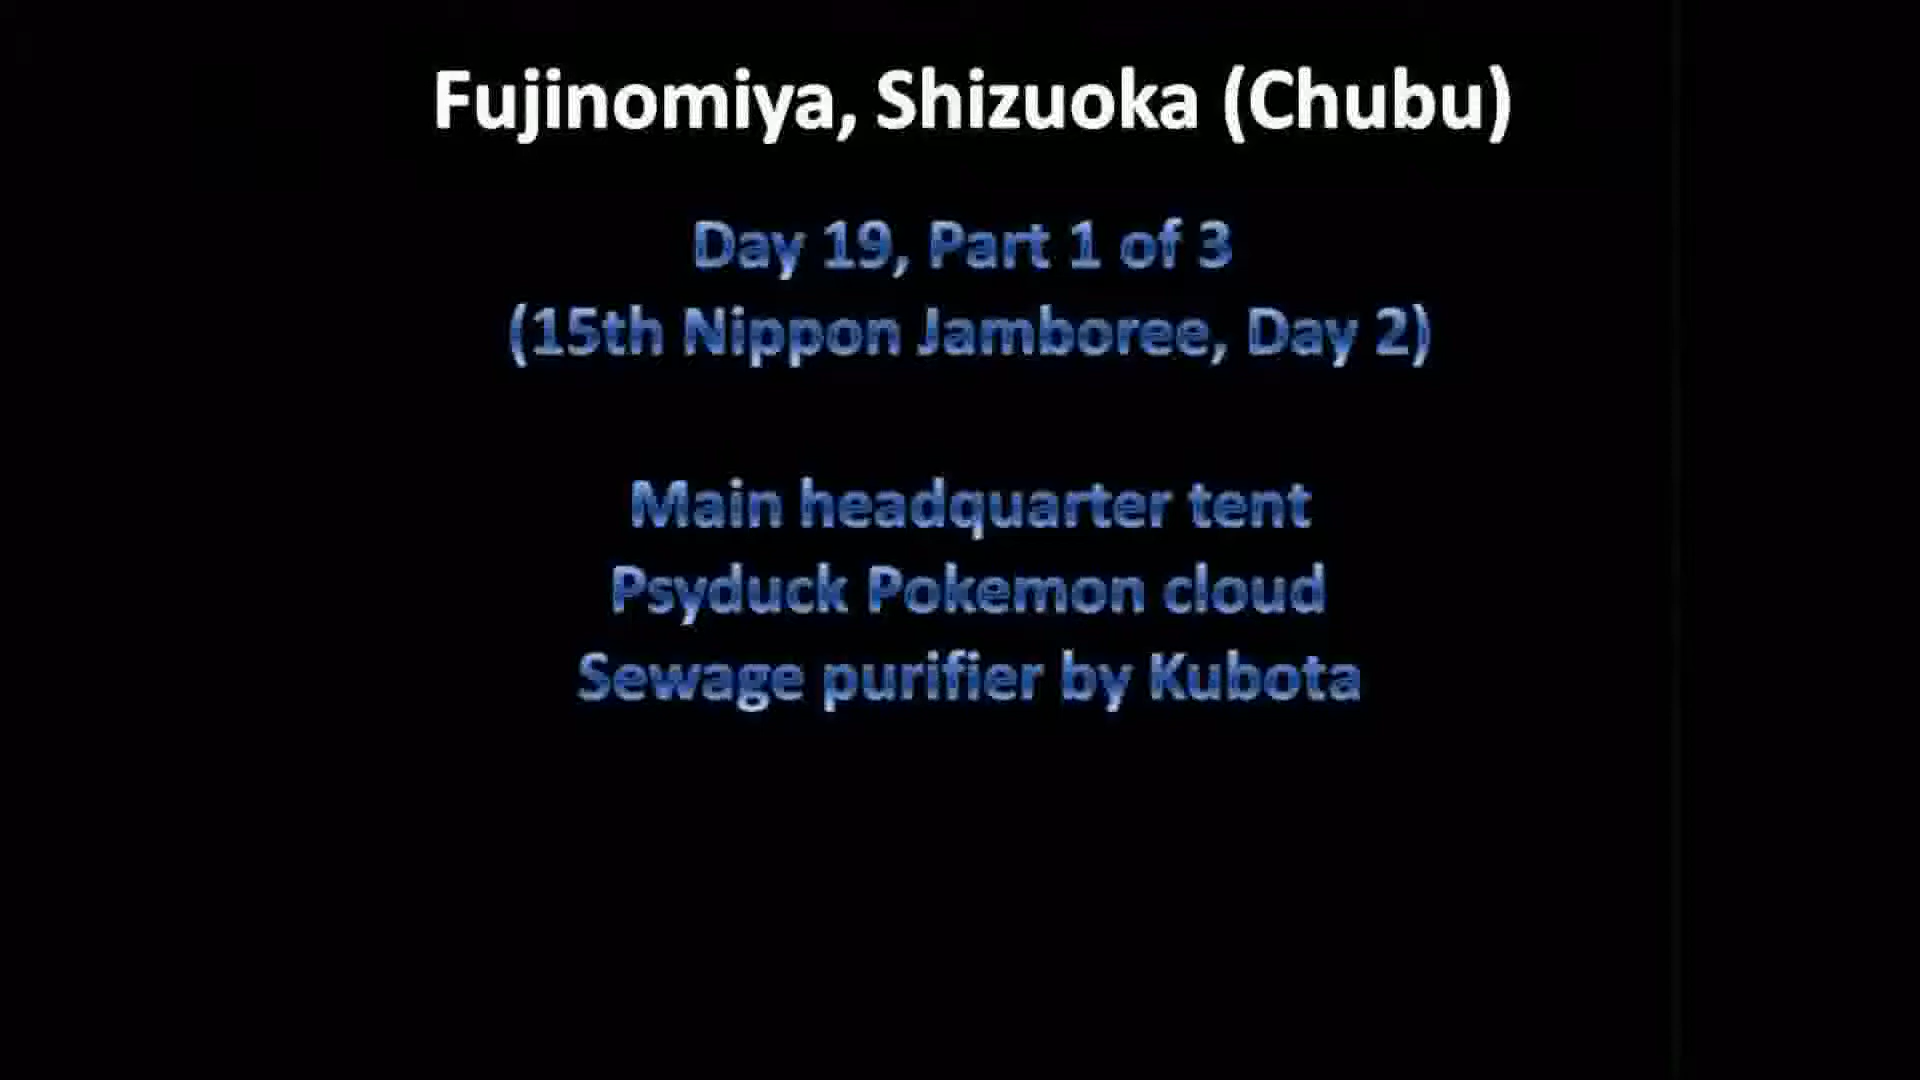 Fujinomiya, Shizuoka (Chubu)
Day 19, Part 1 of 3
(15th Nippon Jamboree, Day 2)
Main headquarter tent
Psyduck Pokemon cloud
Sewage purifier by Kubota